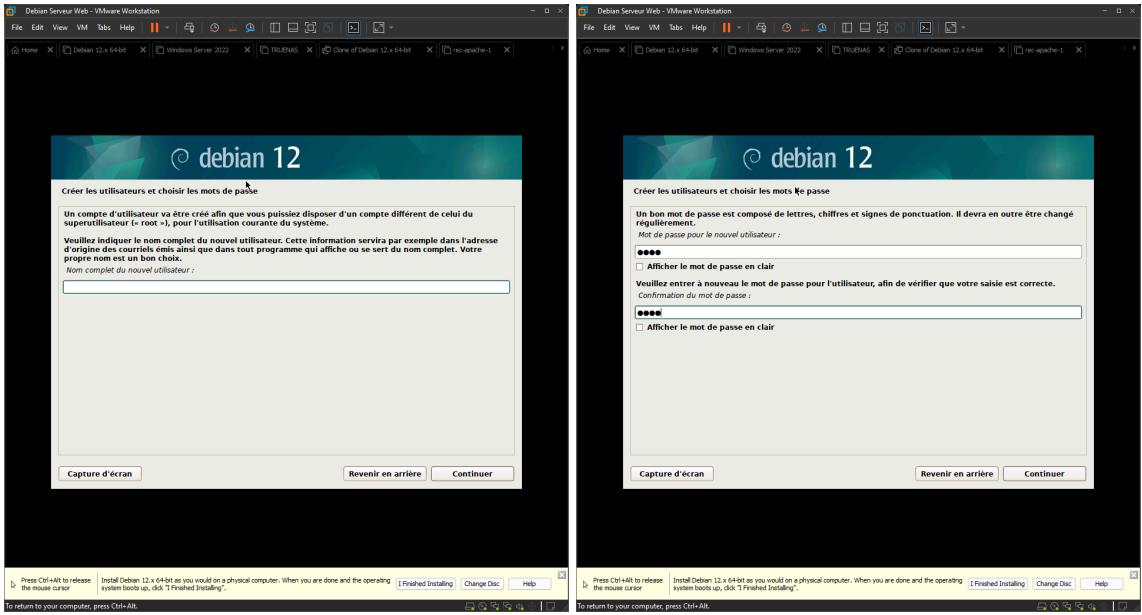 Debian Serveur Web - VMware Workstation
File Edit View VM Tabs Help
Home Debian 12.x 64-bit Windows Server 2022 TRUENAS Clone of Debian 12.x 64-bit rec-apache-1
debian 12
Créer les utilisateurs et choisir les mots de passe
Un compte d'utilisateur va être créé afin que vous puissiez disposer d'un compte différent de celui du
superutilisateur (« root »), pour l'utilisation courante du système.
Veuillez indiquer le nom complet du nouvel utilisateur. Cette information servira par exemple dans l'adresse
d'origine des courriels émis ainsi que dans tout programme qui affiche ou se sert du nom complet. Votre
propre nom est un bon choix.
Nom complet du nouvel utilisateur :
Capture d'écran Revenir en arrière Continuer
Press Ctrl+Alt to release
the mouse cursor
Install Debian 12.x 64-bit as you would on a physical computer. When you are done and the operating
system boots up, click "I Finished Installing".
I Finished Installing Change Disc Help
To return to your computer, press Ctrl+Alt.
Debian Serveur Web - VMware Workstation
File Edit View VM Tabs Help
Home Debian 12.x 64-bit Windows Server 2022 TRUENAS Clone of Debian 12.x 64-bit rec-apache-1
debian 12
Créer les utilisateurs et choisir les mots de passe
Un bon mot de passe est composé de lettres, chiffres et signes de ponctuation. Il devra en outre être changé
régulièrement.
Mot de passe pour le nouvel utilisateur :
●●●●
Afficher le mot de passe en clair
Veuillez entrer à nouveau le mot de passe pour l'utilisateur, afin de vérifier que votre saisie est correcte.
Confirmation du mot de passe :
●●●●
Afficher le mot de passe en clair
Capture d'écran Revenir en arrière Continuer
Press Ctrl+Alt to release
the mouse cursor
Install Debian 12.x 64-bit as you would on a physical computer. When you are done and the operating
system boots up, click "I Finished Installing".
I Finished Installing Change Disc Help
To return to your computer, press Ctrl+Alt.